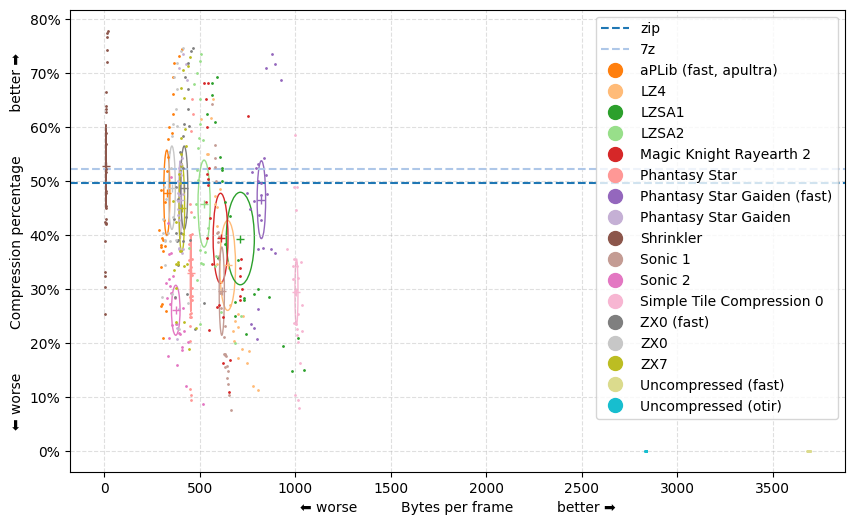 80%
70%
60%
50%
40%
30%
20%
10%
0%
⬅ worse Compression percentage better ➡
0 500 1000 1500 2000 2500 3000 3500
⬅ worse Bytes per frame better ➡
zip
7z
aPLib (fast, apultra)
LZ4
LZSA1
LZSA2
Magic Knight Rayearth 2
Phantasy Star
Phantasy Star Gaiden (fast)
Phantasy Star Gaiden
Shrinkler
Sonic 1
Sonic 2
Simple Tile Compression 0
ZX0 (fast)
ZX0
ZX7
Uncompressed (fast)
Uncompressed (otir)